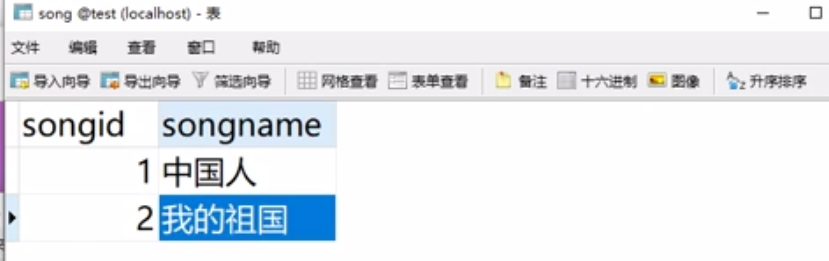 song @test (localhost) - 表
文件 编辑 查看 窗口 帮助
导入向导 导出向导 筛选向导 网格查看 表单查看 备注 十六进制 图像 升序排序
songid songname
1 中国人
2 我的祖国